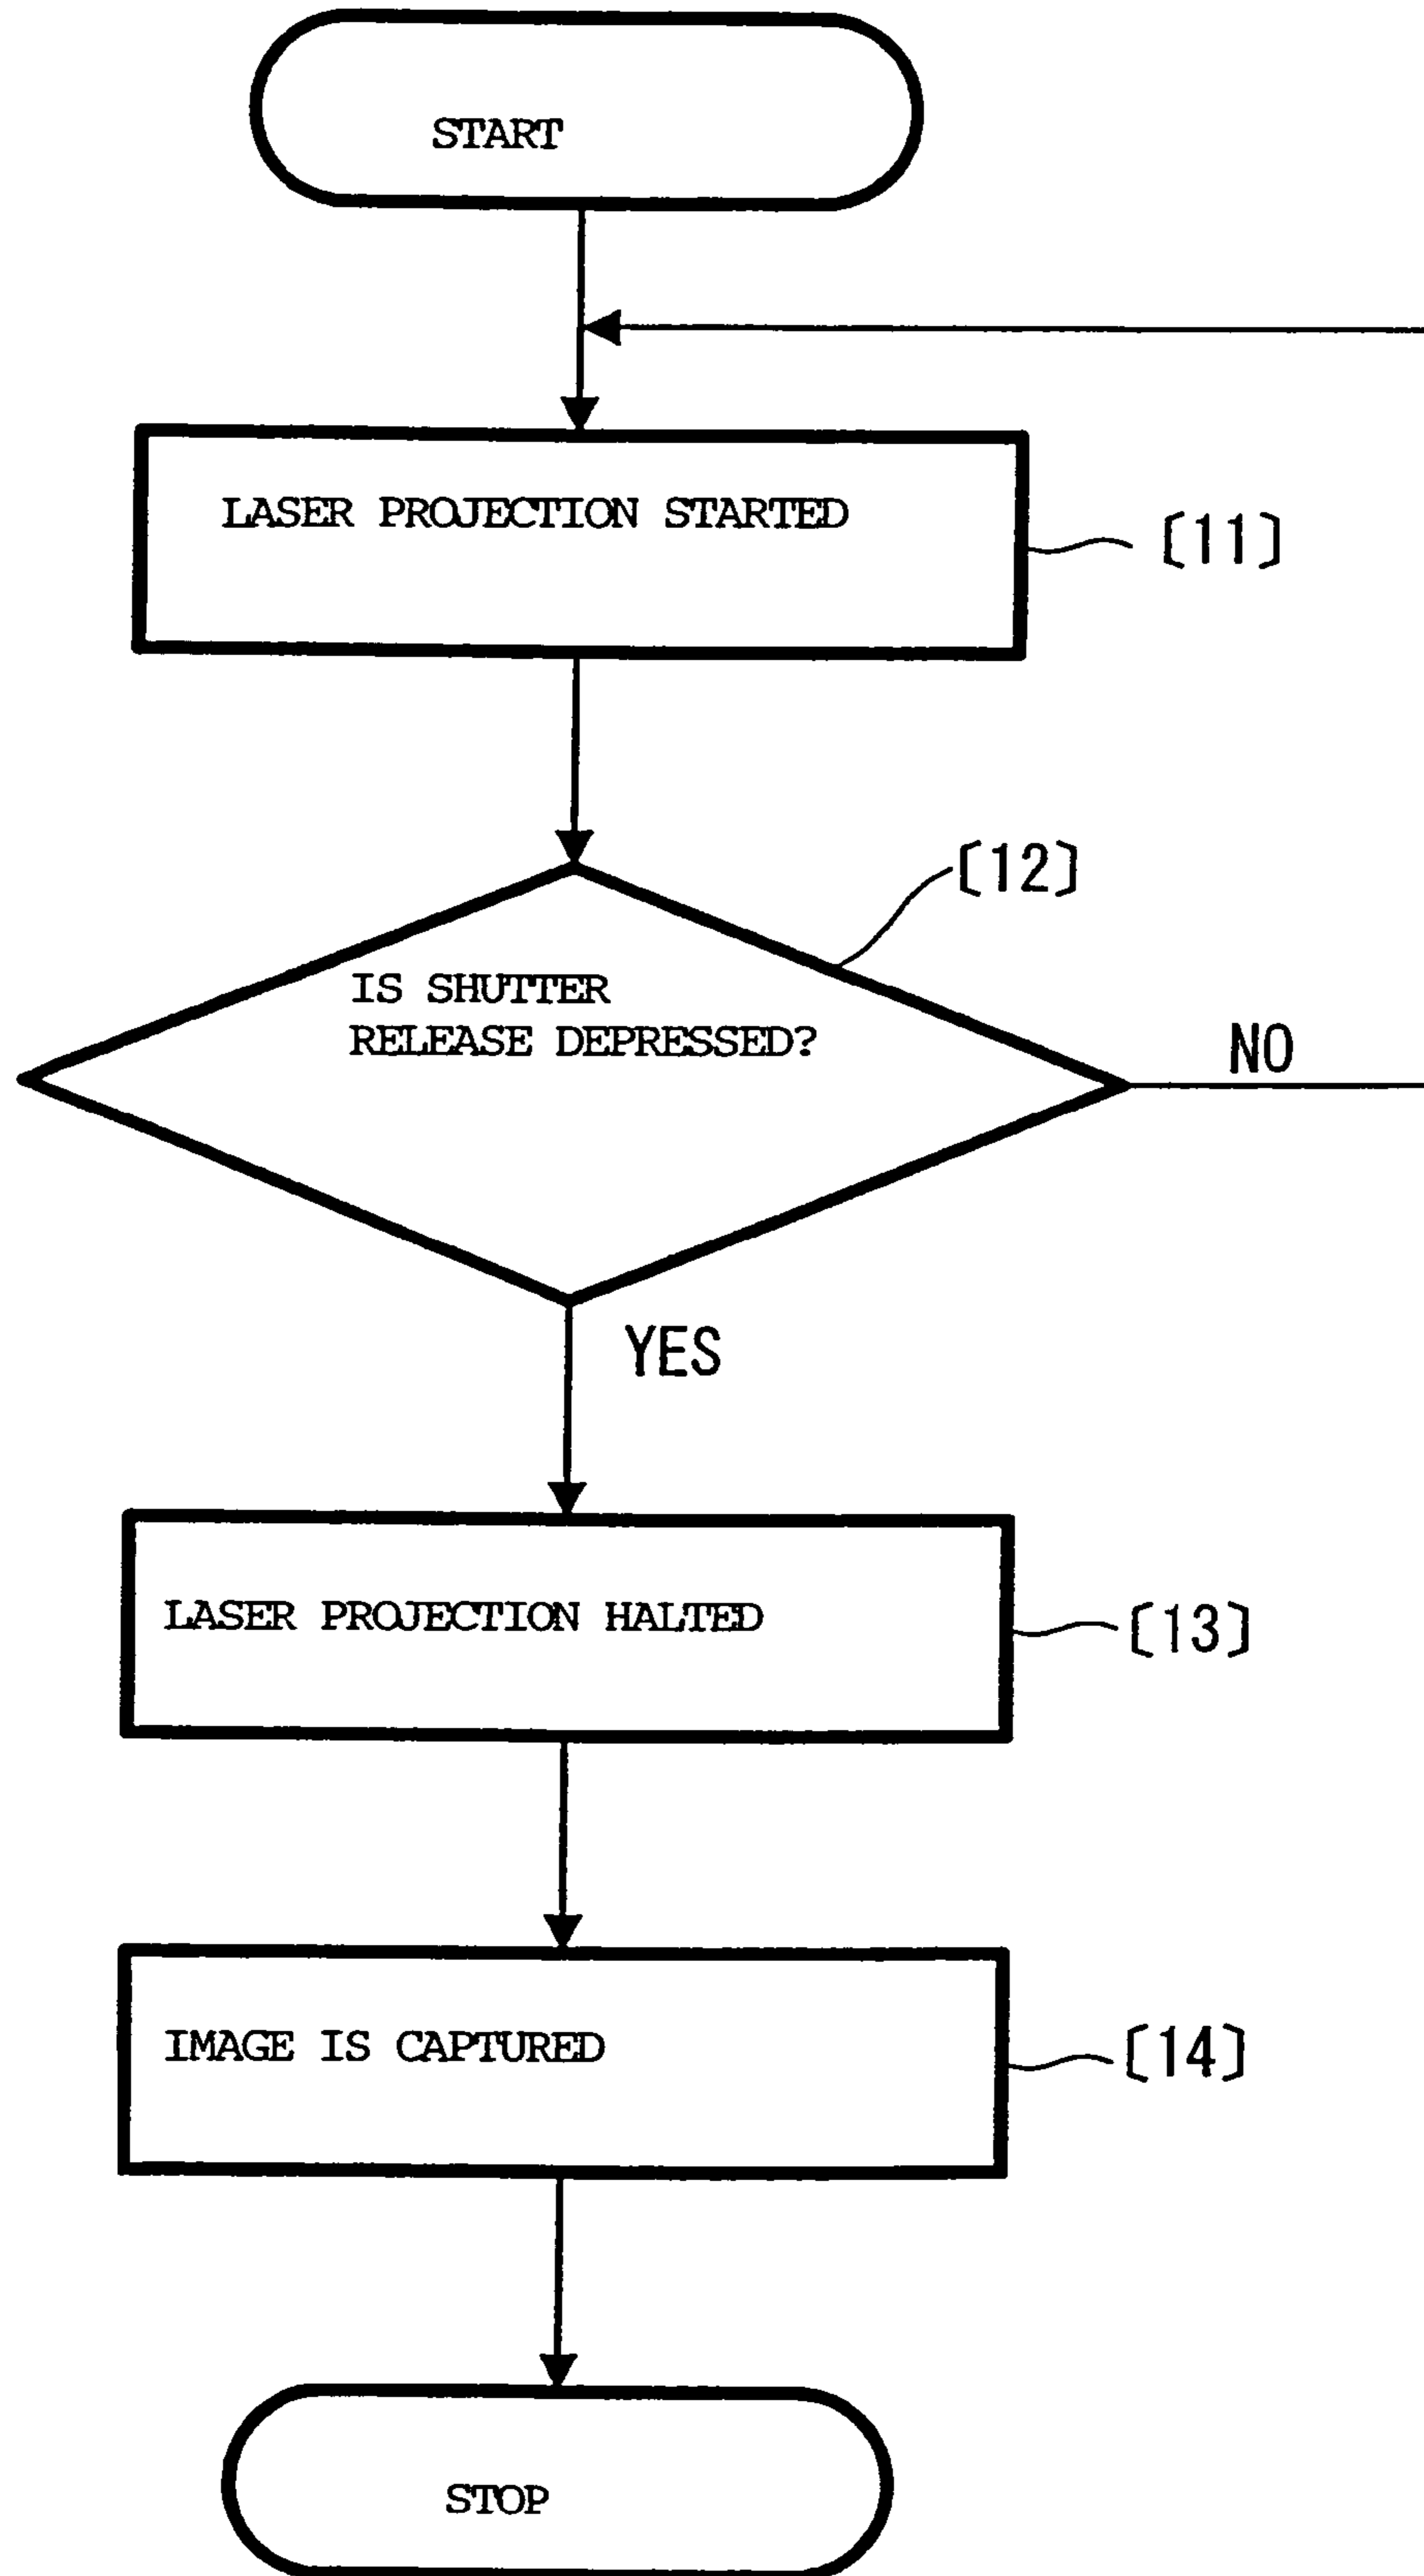 START
LASER PROJECTION STARTED
〔11〕
〔12〕
IS SHUTTER
RELEASE DEPRESSED?
NO
YES
LASER PROJECTION HALTED
〔13〕
IMAGE IS CAPTURED
〔14〕
STOP